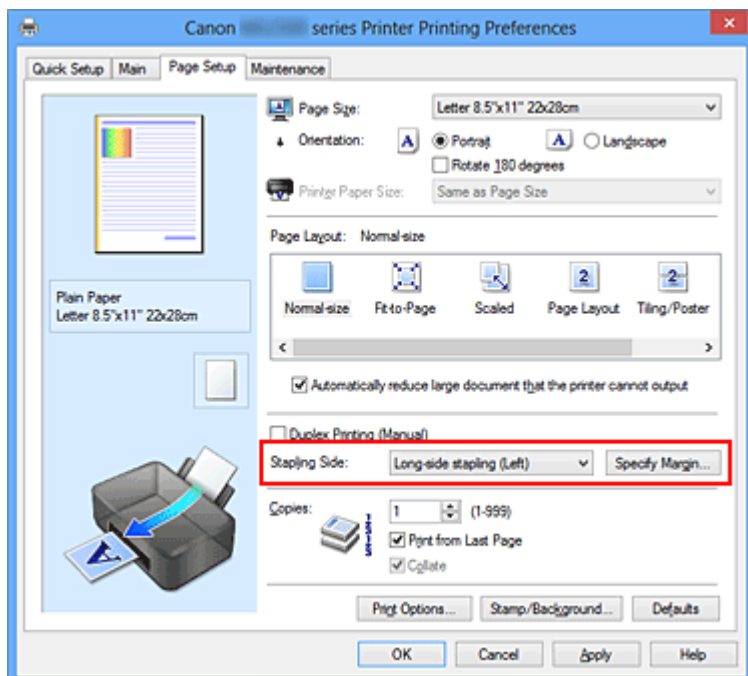 Canon series Printer Printing Preferences
Quick Setup Main Page Setup Maintenance
Page Size: Letter 8.5"x11" 22x28cm
Orientation: A Portrait A Landscape
Rotate 180 degrees
Printer Paper Size: Same as Page Size
Page Layout: Normal-size
2 2
Normal-size Fit-to-Page Scaled Page Layout Tiling/Poster
Plain Paper
Letter 8.5"x11" 22x28cm
Automatically reduce large document that the printer cannot output
Duplex Printing (Manual)
Stapling Side: Long-side stapling (Left) Specify Margin...
Copies: 1 (1-999)
Print from Last Page
Collate
A
Print Options... Stamp/Background... Defaults
OK Cancel Apply Help